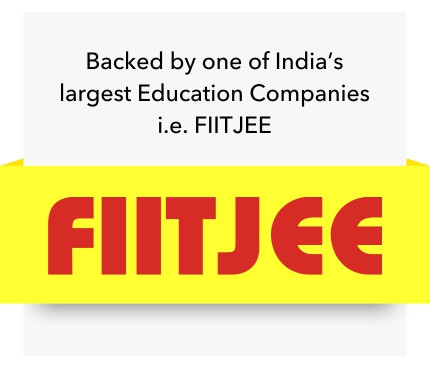 Backed by one of India’s
largest Education Companies
i.e. FIITJEE
FIITJEE